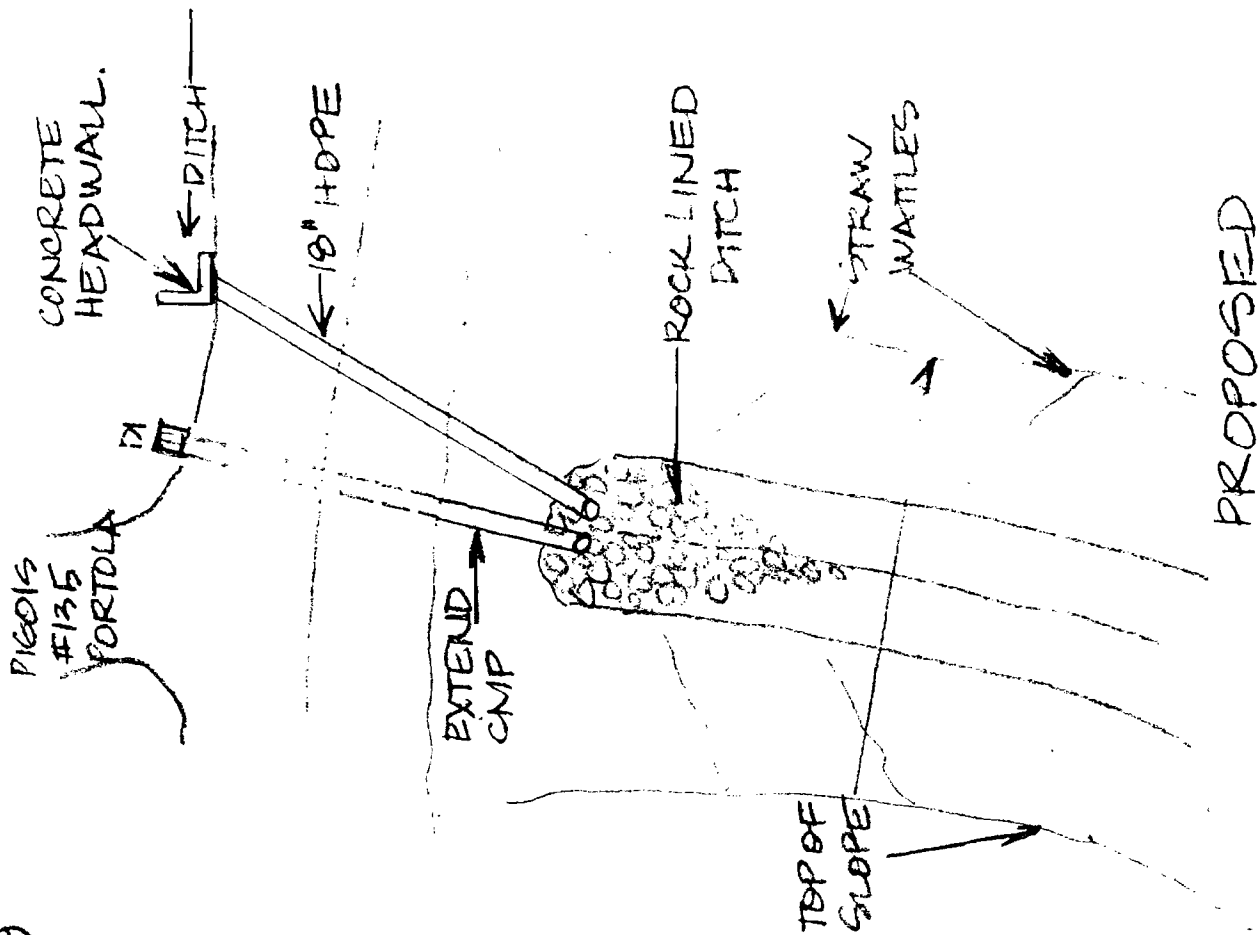 PIGOIS
#135
PORTOLA
CONCRETE
HEADWALL.
DITCH
DI
18" HDPE
EXTEND
CMP
ROCK LINED
DITCH
STRAW
WATTLES
TOP OF
SLOPE
PROPOSED